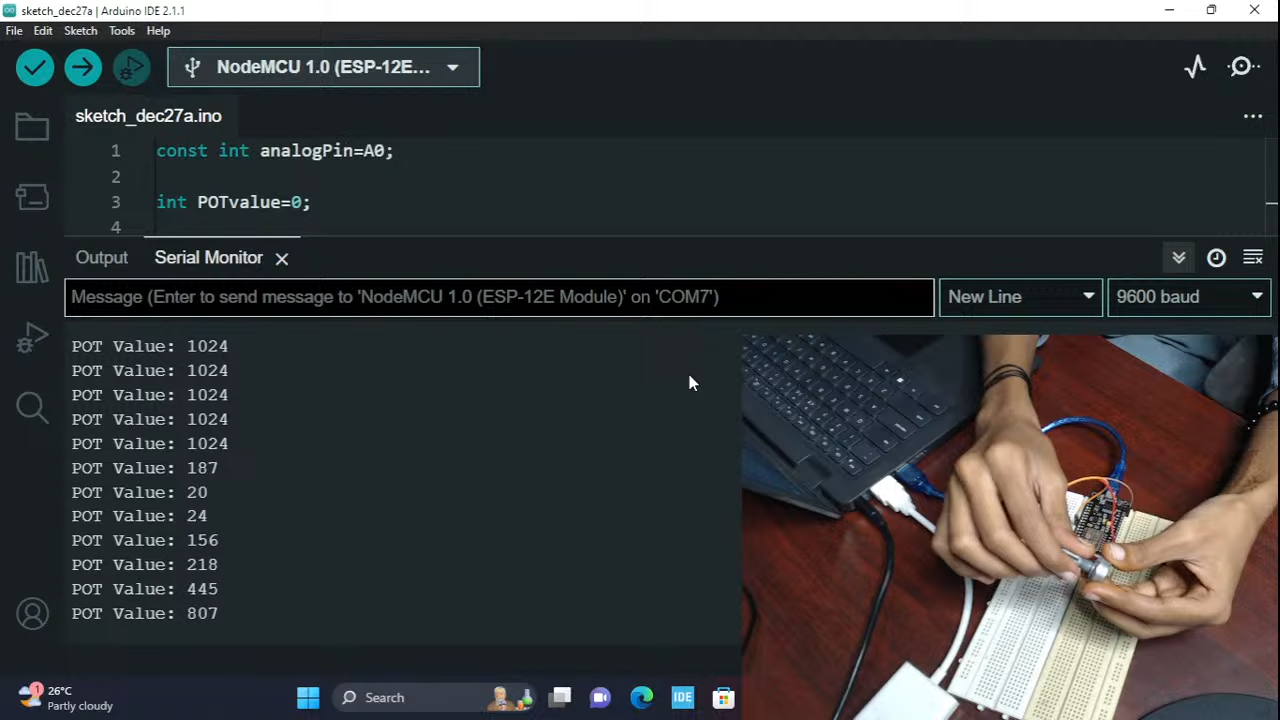 sketch_dec27a | Arduino IDE 2.1.1
File Edit Sketch Tools Help
NodeMCU 1.0 (ESP-12E...
sketch_dec27a.ino
1 const int analogPin=A0;
2
3 int POTvalue=0;
4
Output Serial Monitor
Message (Enter to send message to 'NodeMCU 1.0 (ESP-12E Module)' on 'COM7') New Line 9600 baud
POT Value: 1024
POT Value: 1024
POT Value: 1024
POT Value: 1024
POT Value: 1024
POT Value: 187
POT Value: 20
POT Value: 24
POT Value: 156
POT Value: 218
POT Value: 445
POT Value: 807
1
26°C
Partly cloudy
Search
IDE